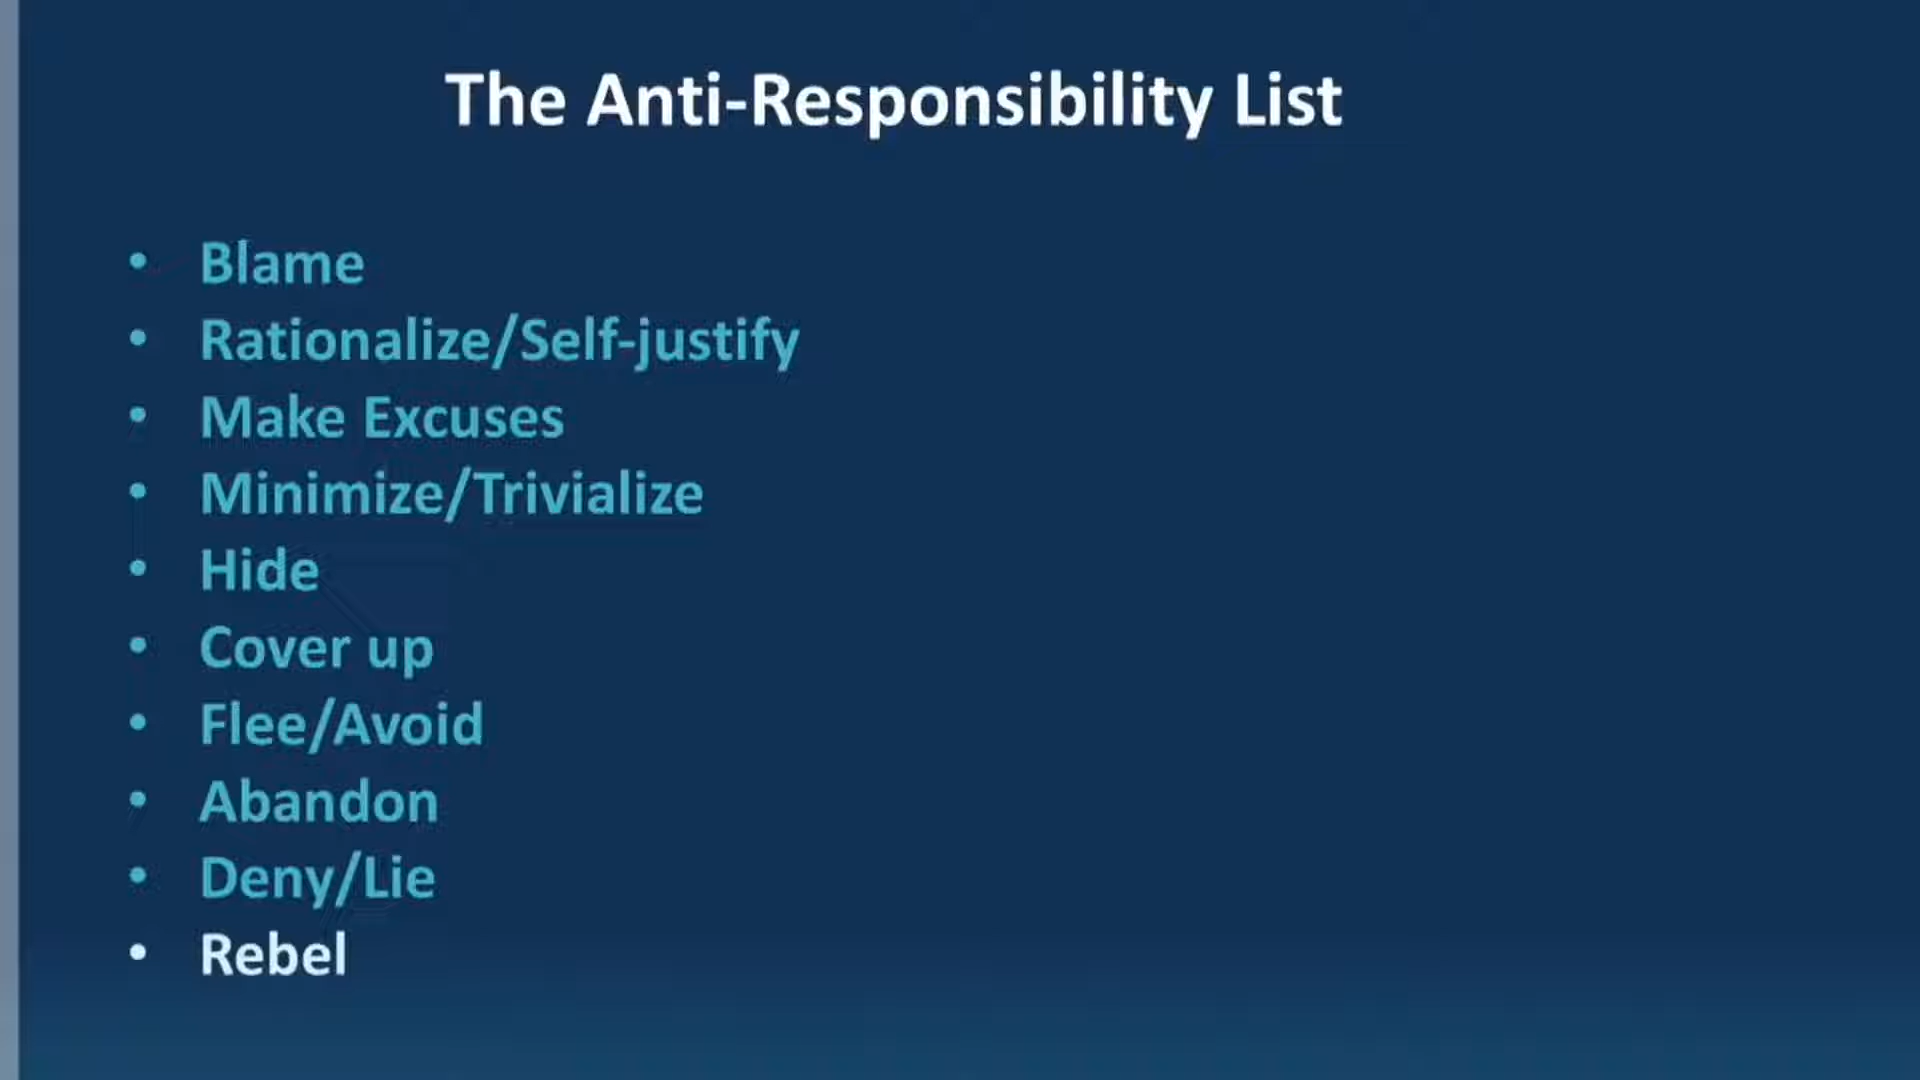 The Anti-Responsibility List
• Blame
• Rationalize/Self-justify
• Make Excuses
• Minimize/Trivialize
• Hide
• Cover up
• Flee/Avoid
• Abandon
• Deny/Lie
• Rebel